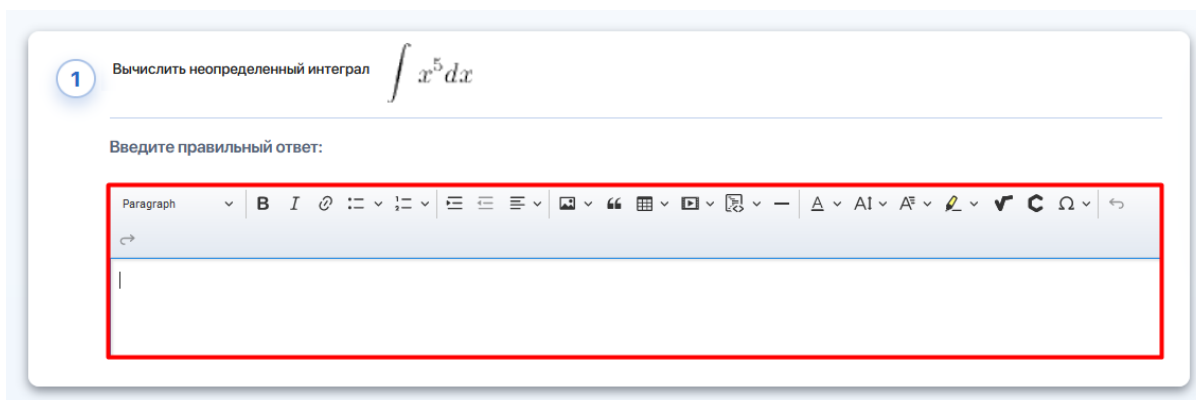 1 Вычислить неопределенный интеграл ∫ x⁵dx
Введите правильный ответ:
Paragraph